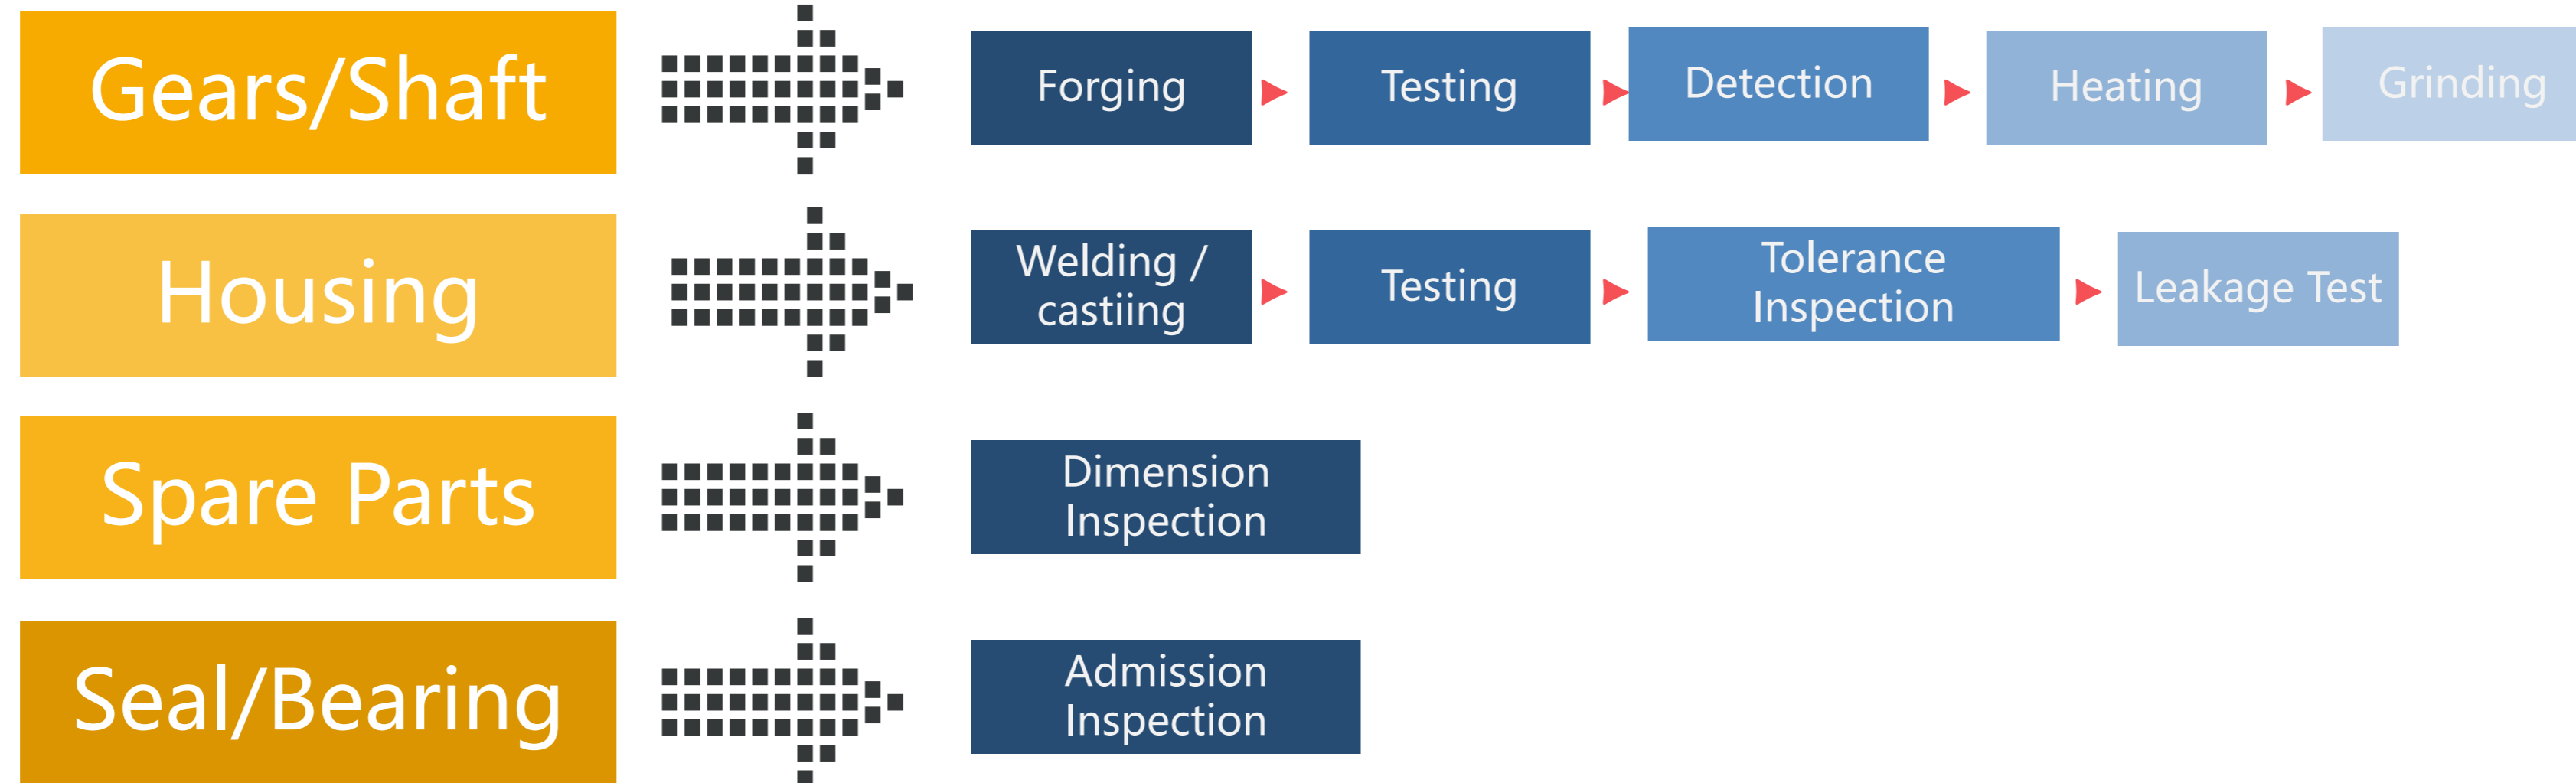 Gears/Shaft
Forging
Testing
Detection
Heating
Grinding
Housing
Welding /
castiing
Testing
Tolerance
Inspection
Leakage Test
Spare Parts
Dimension
Inspection
Seal/Bearing
Admission
Inspection